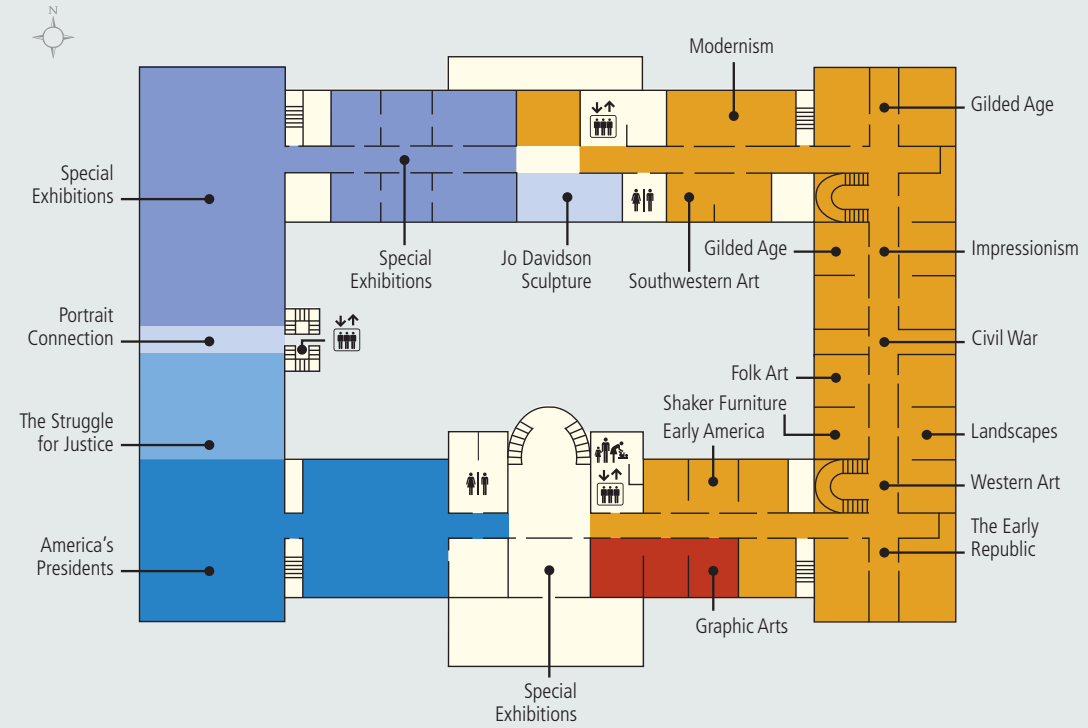 N
Modernism
Gilded Age
Special
Exhibitions
Special
Exhibitions
Jo Davidson
Sculpture
Southwestern Art
Gilded Age
Impressionism
Portrait
Connection
Civil War
Folk Art
Shaker Furniture
Early America
Landscapes
The Struggle
for Justice
Western Art
The Early
Republic
America's
Presidents
Graphic Arts
Special
Exhibitions